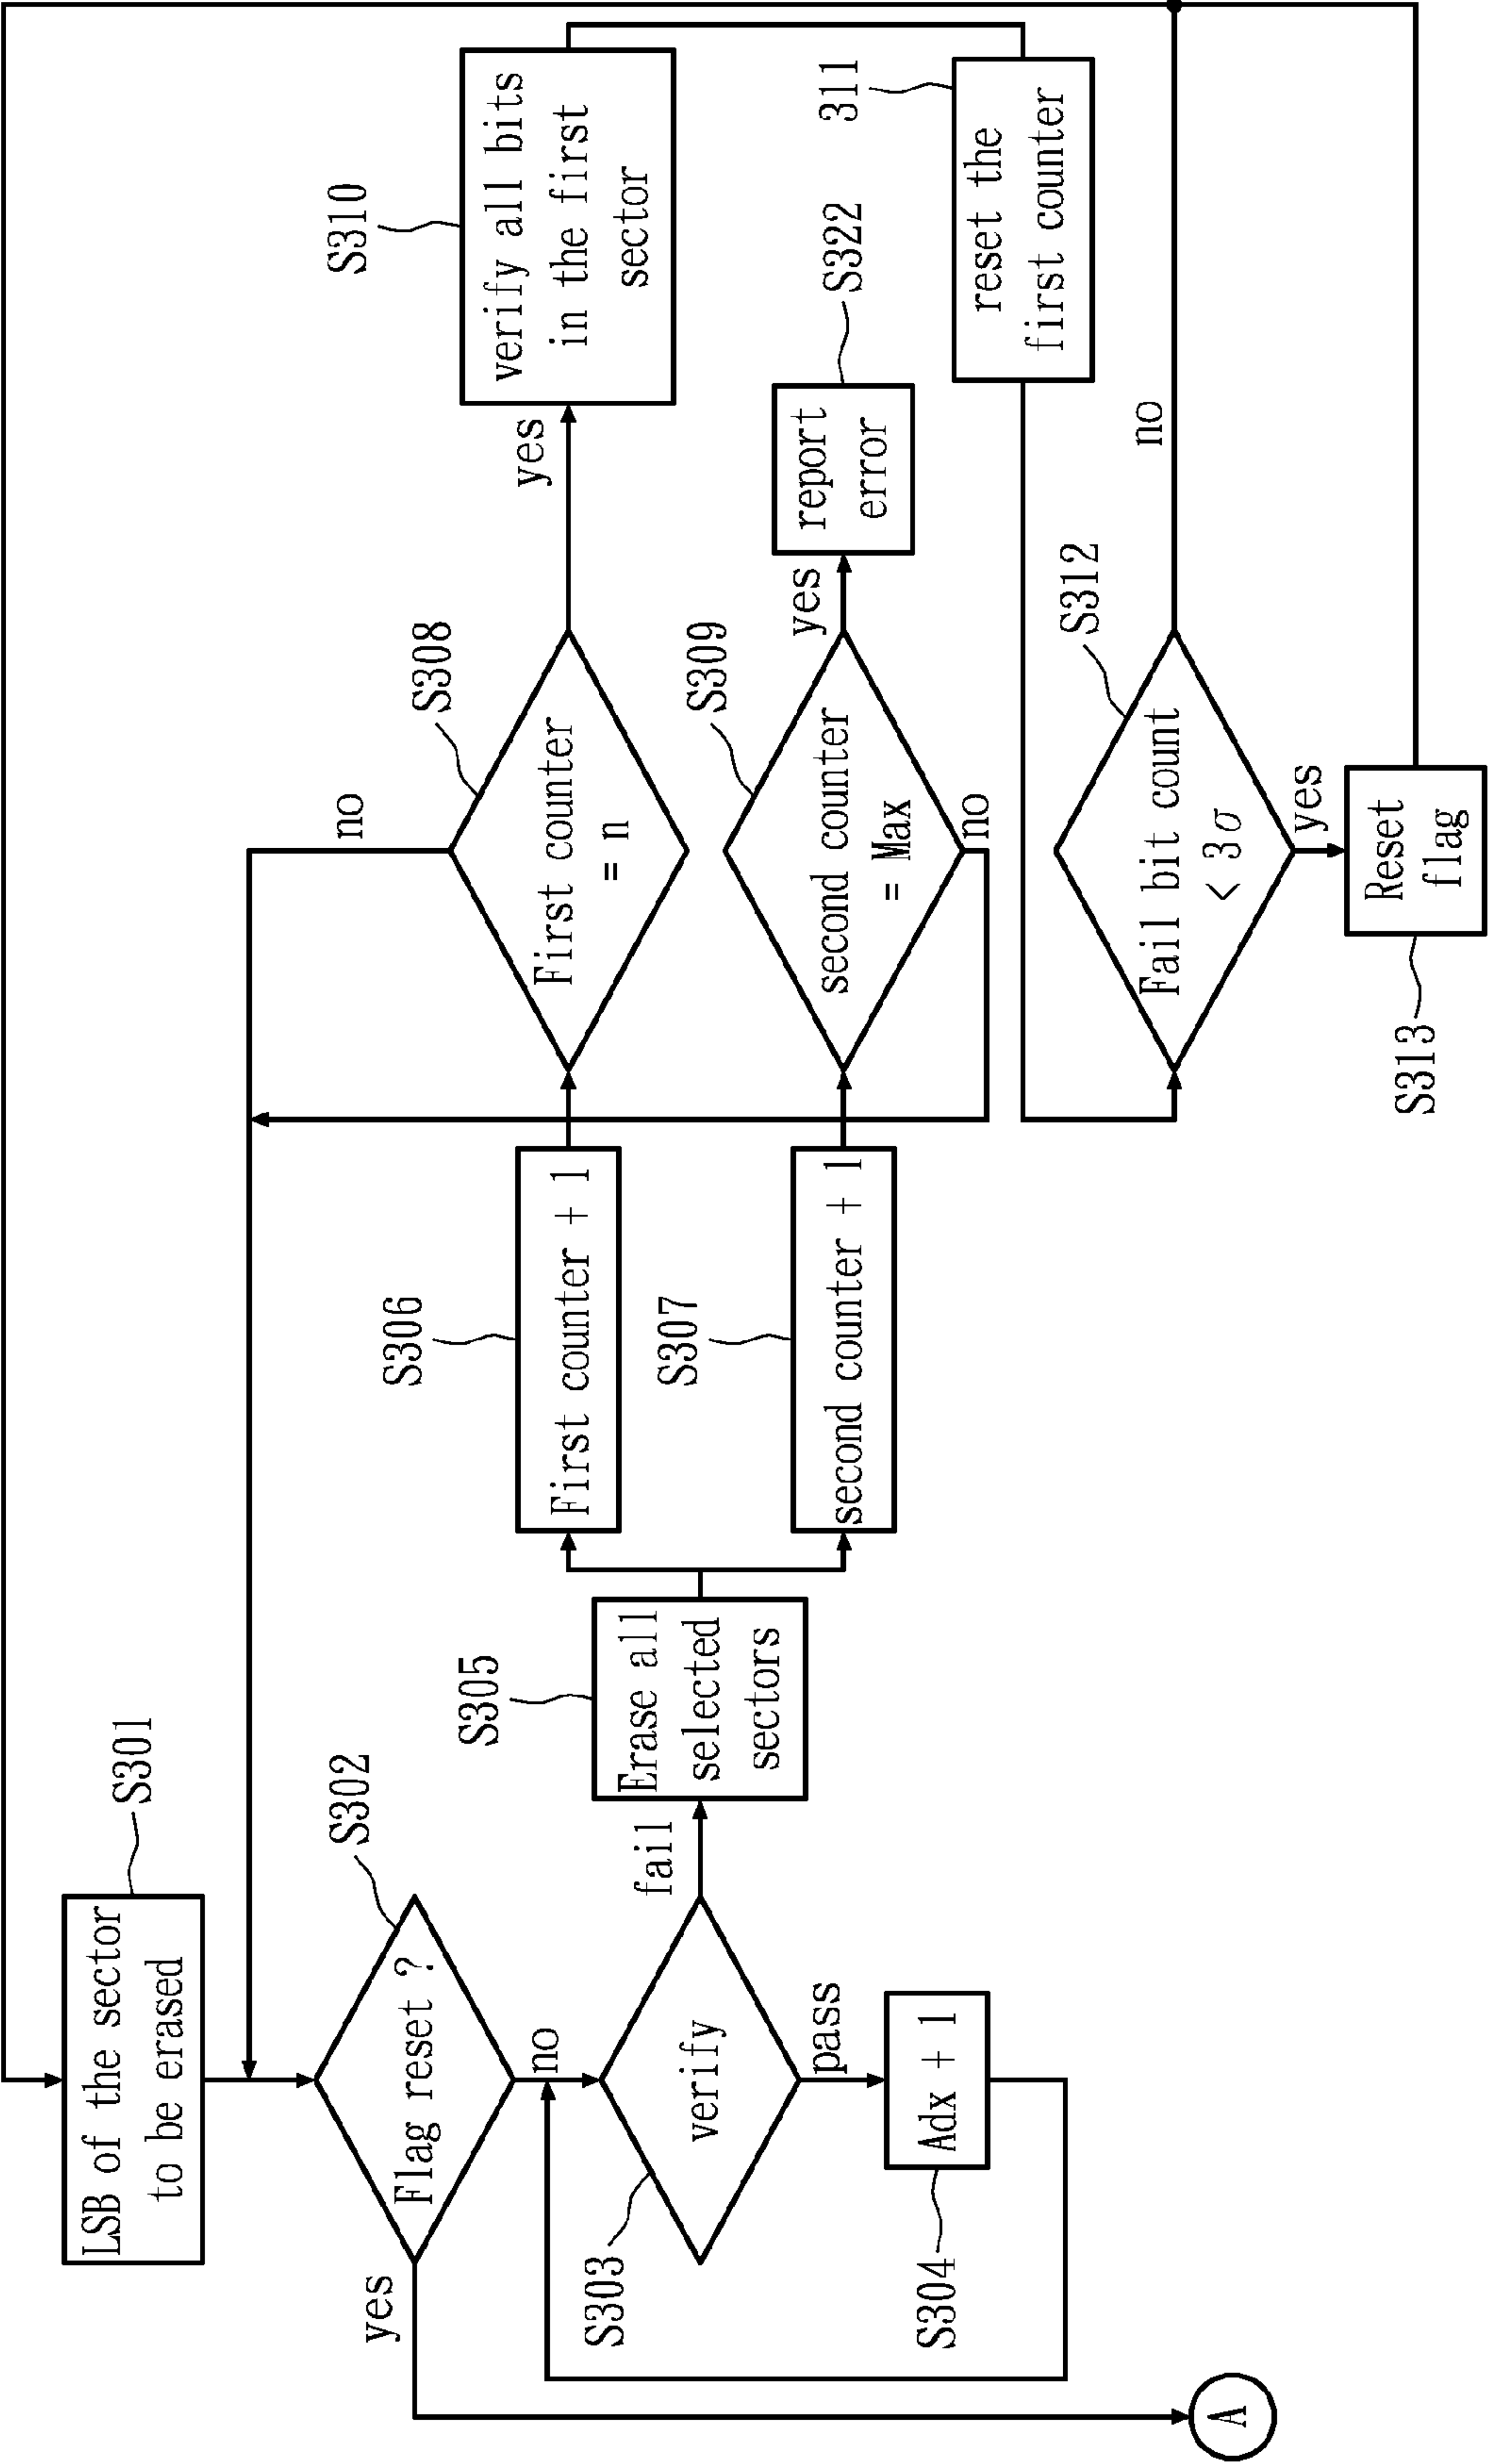 S301
LSB of the sector
to be erased
S302
Flag reset ?
yes
no
S303
verify
fail
pass
S304
Adx + 1
A
S305
Erase all
selected
sectors
S306
First counter + 1
S307
second counter + 1
S308
First counter
= n
no
yes
S309
second counter
= Max
yes
no
S310
verify all bits
in the first
sector
S322
report
error
311
reset the
first counter
S312
Fail bit count
< 3σ
no
yes
S313
Reset
flag